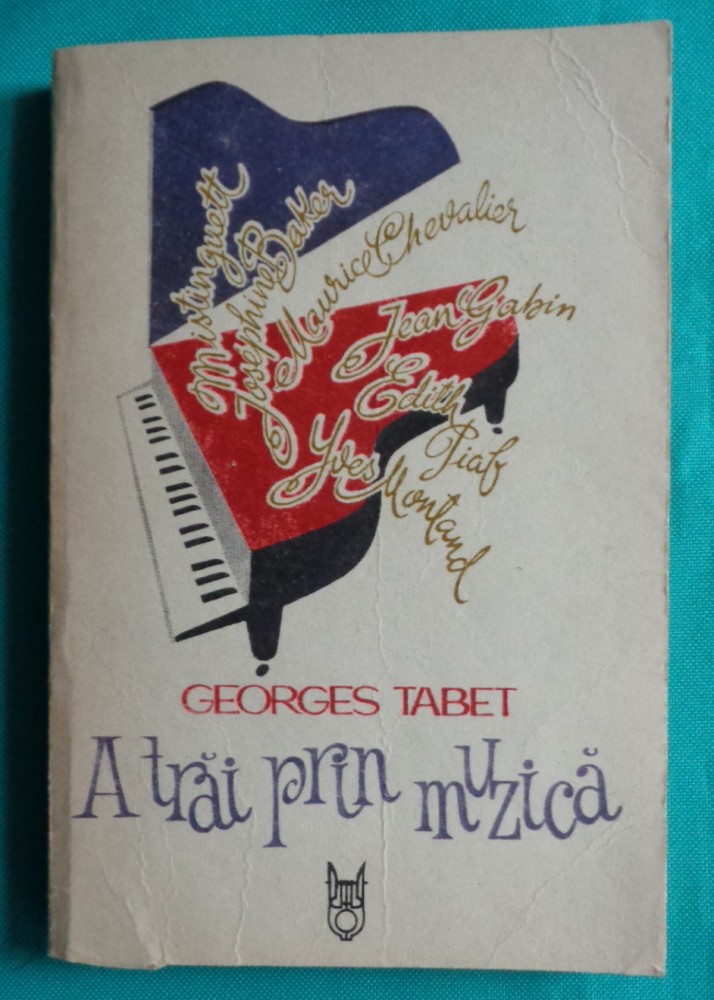 Mistinguett
Josephine Baker
Maurice Chevalier
Jean Gabin
Edith Piaf
Yves Montand
GEORGES TABET
A trăi prin muzică